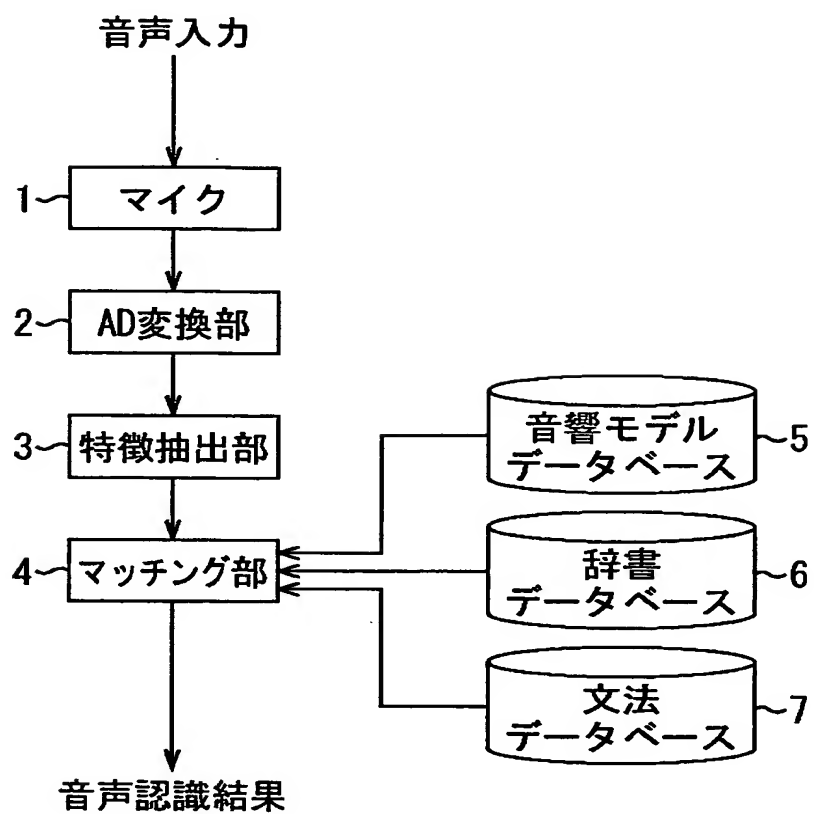 音声入力
1 マイク
2 AD変換部
3 特徴抽出部
4 マッチング部
音響モデル
データベース 5
辞書
データベース 6
文法
データベース 7
音声認識結果